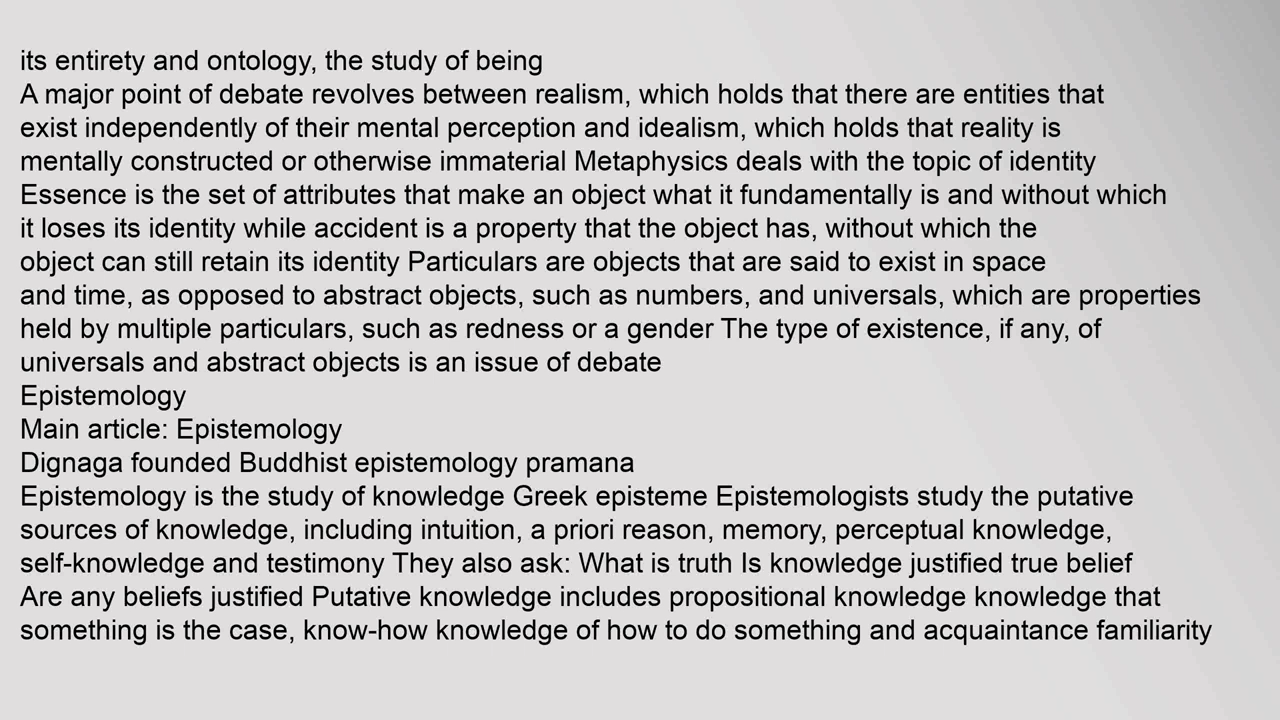 its entirety and ontology, the study of being
A major point of debate revolves between realism, which holds that there are entities that
exist independently of their mental perception and idealism, which holds that reality is
mentally constructed or otherwise immaterial Metaphysics deals with the topic of identity
Essence is the set of attributes that make an object what it fundamentally is and without which
it loses its identity while accident is a property that the object has, without which the
object can still retain its identity Particulars are objects that are said to exist in space
and time, as opposed to abstract objects, such as numbers, and universals, which are properties
held by multiple particulars, such as redness or a gender The type of existence, if any, of
universals and abstract objects is an issue of debate
Epistemology
Main article: Epistemology
Dignaga founded Buddhist epistemology pramana
Epistemology is the study of knowledge Greek episteme Epistemologists study the putative
sources of knowledge, including intuition, a priori reason, memory, perceptual knowledge,
self-knowledge and testimony They also ask: What is truth Is knowledge justified true belief
Are any beliefs justified Putative knowledge includes propositional knowledge knowledge that
something is the case, know-how knowledge of how to do something and acquaintance familiarity